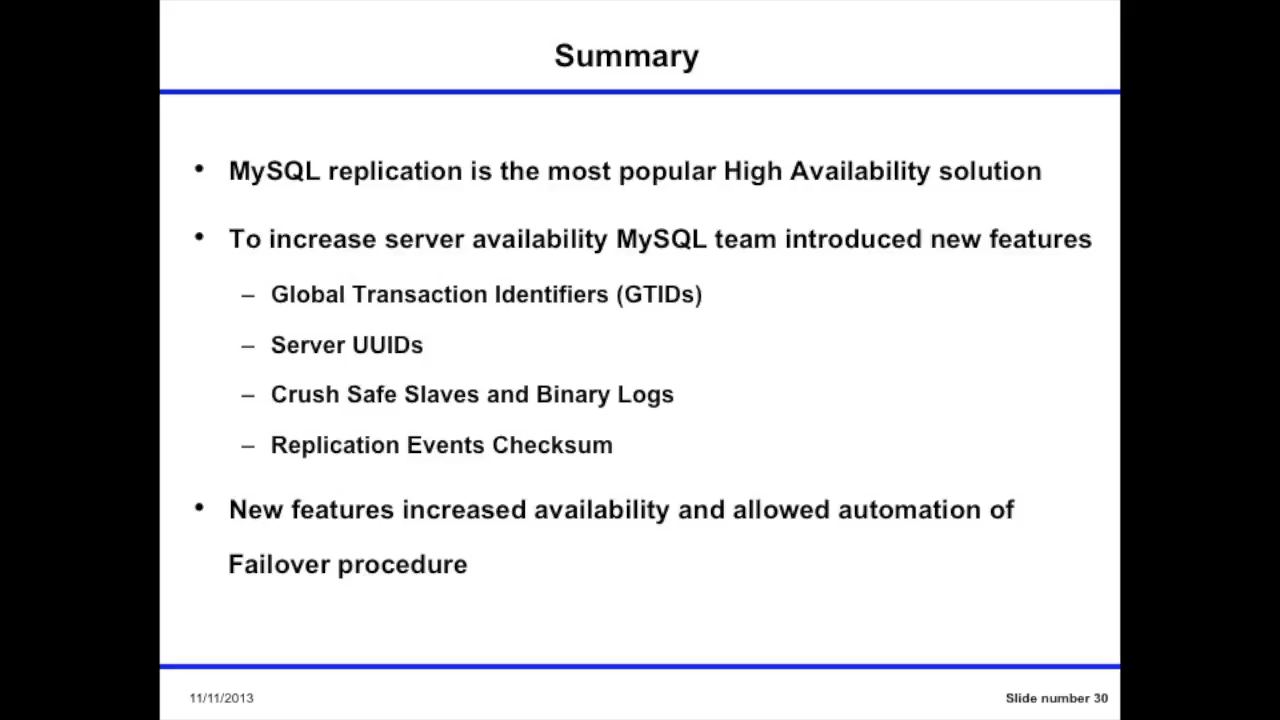 Summary
• MySQL replication is the most popular High Availability solution
• To increase server availability MySQL team introduced new features
– Global Transaction Identifiers (GTIDs)
– Server UUIDs
– Crush Safe Slaves and Binary Logs
– Replication Events Checksum
• New features increased availability and allowed automation of
Failover procedure
11/11/2013
Slide number 30